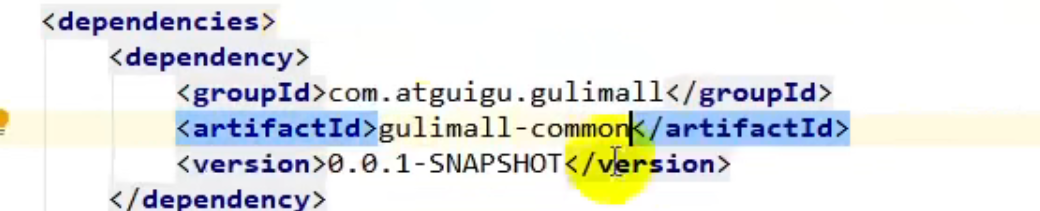 <dependencies>
<dependency>
<groupId>com.atguigu.gulimall</groupId>
<artifactId>gulimall-common</artifactId>
<version>0.0.1-SNAPSHOT</version>
</dependency>